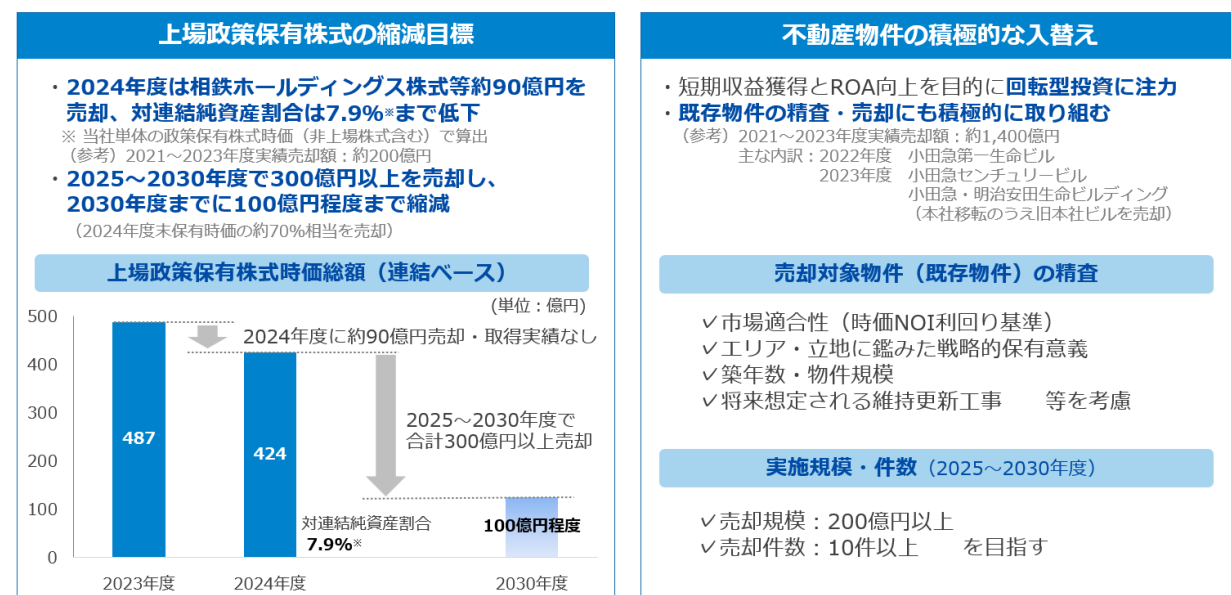 上場政策保有株式の縮減目標
・2024年度は相鉄ホールディングス株式等約90億円を
売却、対連結純資産割合は7.9%※まで低下
※ 当社単体の政策保有株式時価（非上場株式含む）で算出
（参考）2021～2023年度実績売却額：約200億円
・2025～2030年度で300億円以上を売却し、
2030年度までに100億円程度まで縮減
（2024年度末保有時価の約70%相当を売却）
上場政策保有株式時価総額（連結ベース）
(単位：億円)
500
400
300
200
100
0
2024年度に約90億円売却・取得実績なし
2025～2030年度で
合計300億円以上売却
487
424
対連結純資産割合
7.9%※
100億円程度
2023年度
2024年度
2030年度
不動産物件の積極的な入替え
・短期収益獲得とROA向上を目的に回転型投資に注力
・既存物件の精査・売却にも積極的に取り組む
（参考）2021～2023年度実績売却額：約1,400億円
主な内訳：2022年度 小田急第一生命ビル
2023年度 小田急センチュリービル
小田急・明治安田生命ビルディング
（本社移転のうえ旧本社ビルを売却）
売却対象物件（既存物件）の精査
✓市場適合性（時価NOI利回り基準）
✓エリア・立地に鑑みた戦略的保有意義
✓築年数・物件規模
✓将来想定される維持更新工事 等を考慮
実施規模・件数（2025～2030年度）
✓売却規模：200億円以上
✓売却件数：10件以上 を目指す